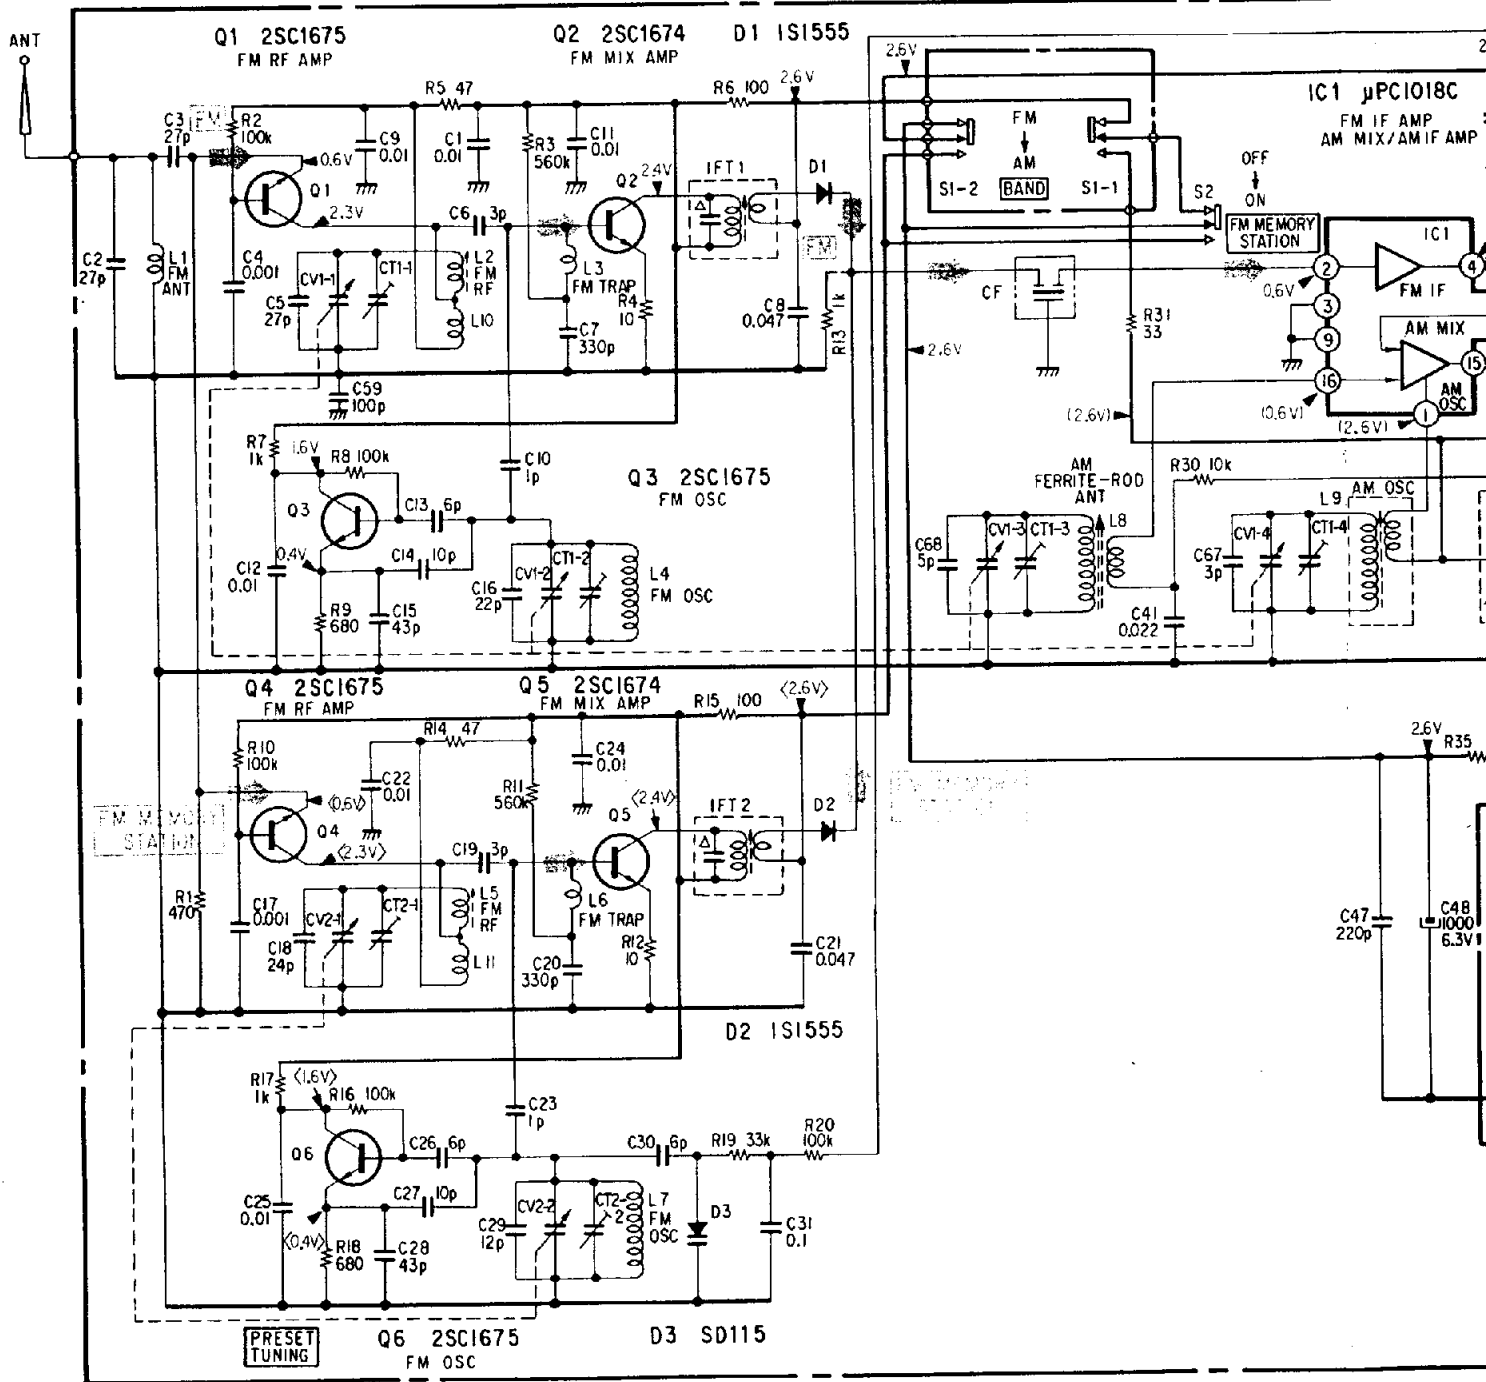 ANT
Q1 2SC1675
FM RF AMP
Q2 2SC1674
FM MIX AMP
D1 1S1555
R5 47
R6 100
2.6V
2.6V
IC1 μPC1018C
FM IF AMP
AM MIX/AM IF AMP
C3
27p
FM
R2
100k
C9
0.01
C1
0.01
R3
560k
C11
0.01
0.6V
Q1
2.3V
C6 3p
Q2
2.4V
IFT1
D1
FM
AM
BAND
S1-2
S1-1
S2
OFF
ON
FM MEMORY
STATION
IC1
C2
27p
L1
FM
ANT
C4
0.001
C5
27p
CV1-1
CT1-1
L2
FM
RF
L10
L3
FM TRAP
R4
10
C7
330p
FM
C8
0.047
R13
1k
CF
R31
33
2
0.6V
FM IF
4
3
9
AM MIX
16
15
(0.6V)
AM
OSC
1
(2.6V)
2.6V
C59
100p
(2.6V)
R7
1k
1.6V
R8 100k
C10
1p
Q3 2SC1675
FM OSC
AM
FERRITE-ROD
ANT
R30 10k
Q3
C13 6p
L8
L9
AM OSC
0.4V
C14 10p
C12
0.01
R9
680
C15
43p
C16
22p
CV1-2
CT1-2
L4
FM OSC
C68
5p
CV1-3
CT1-3
C67
3p
CV1-4
CT1-4
C41
0.022
Q4 2SC1675
FM RF AMP
Q5 2SC1674
FM MIX AMP
R15 100
<2.6V>
R14 47
R10
100k
C22
0.01
R11
560k
C24
0.01
2.6V
R35
FM MEMORY
STATION
<0.6V>
Q4
<2.3V>
C19 3p
Q5
<2.4V>
IFT2
D2
FM MEMORY
STATION
R1
470
C17
0.001
C18
24p
CV2-1
CT2-1
L5
FM
RF
L11
L6
FM TRAP
R12
10
C20
330p
C21
0.047
C47
220p
C48
1000
6.3V
D2 1S1555
R17
1k
<1.6V>
R16 100k
C23
1p
Q6
C26 6p
C30 6p
R19 33k
R20
100k
C27 10p
C25
0.01
<0.4V>
R18
680
C28
43p
C29
12p
CV2-2
CT2-
2
L7
FM
OSC
D3
C31
0.1
PRESET
TUNING
Q6 2SC1675
FM OSC
D3 SD115